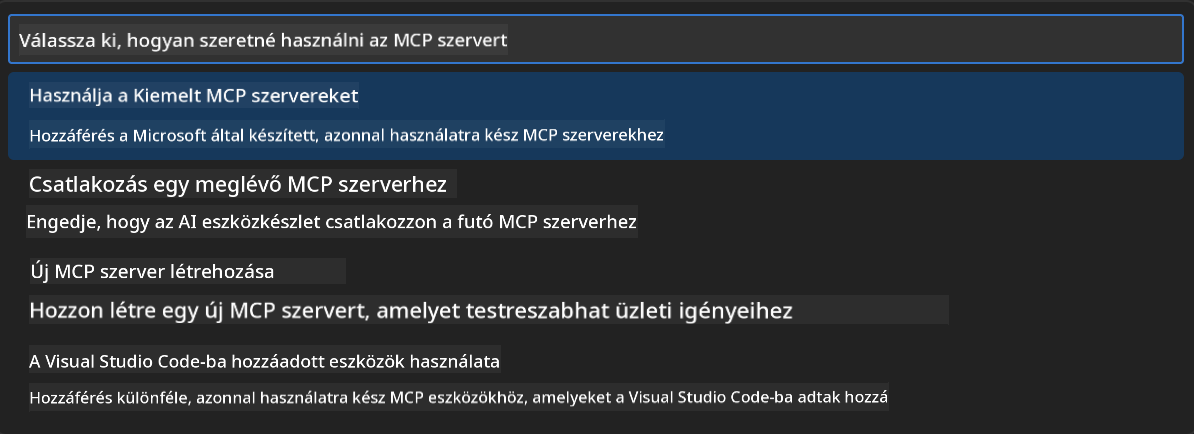 Válassza ki, hogyan szeretné használni az MCP szervert
Használja a Kiemelt MCP szervereket
Hozzáférés a Microsoft által készített, azonnal használatra kész MCP szerverekhez
Csatlakozás egy meglévő MCP szerverhez
Engedje, hogy az AI eszközkészlet csatlakozzon a futó MCP szerverhez
Új MCP szerver létrehozása
Hozzon létre egy új MCP szervert, amelyet testreszabhat üzleti igényeihez
A Visual Studio Code-ba hozzáadott eszközök használata
Hozzáférés különféle, azonnal használatra kész MCP eszközökhöz, amelyeket a Visual Studio Code-ba adtak hozzá